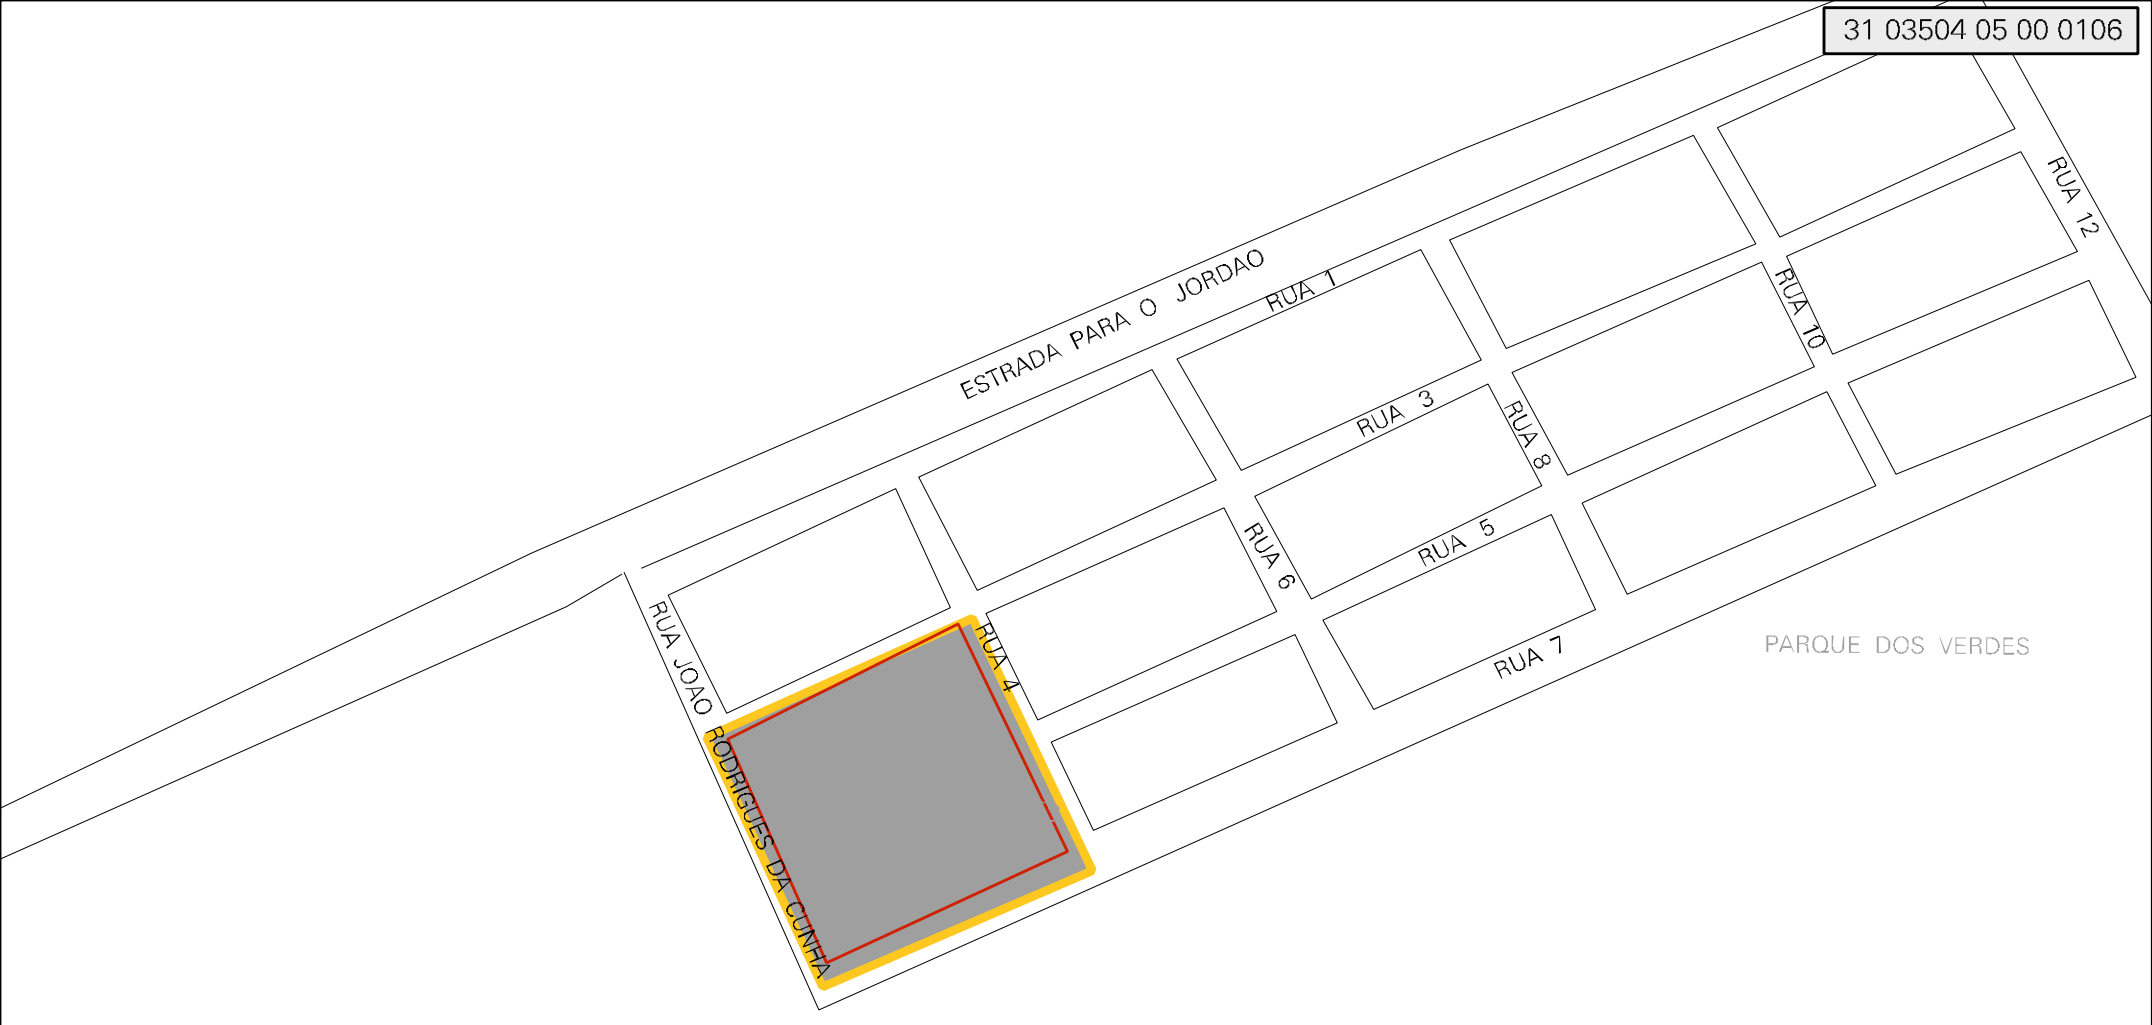 31 03504 05 00 0106
RUA 12
ESTRADA PARA O JORDAO
RUA 1
RUA 10
RUA 3
RUA 8
RUA 5
RUA 6
RUA JOAO RODRIGUES DA CUNHA
RUA 4
RUA 7
PARQUE DOS VERDES